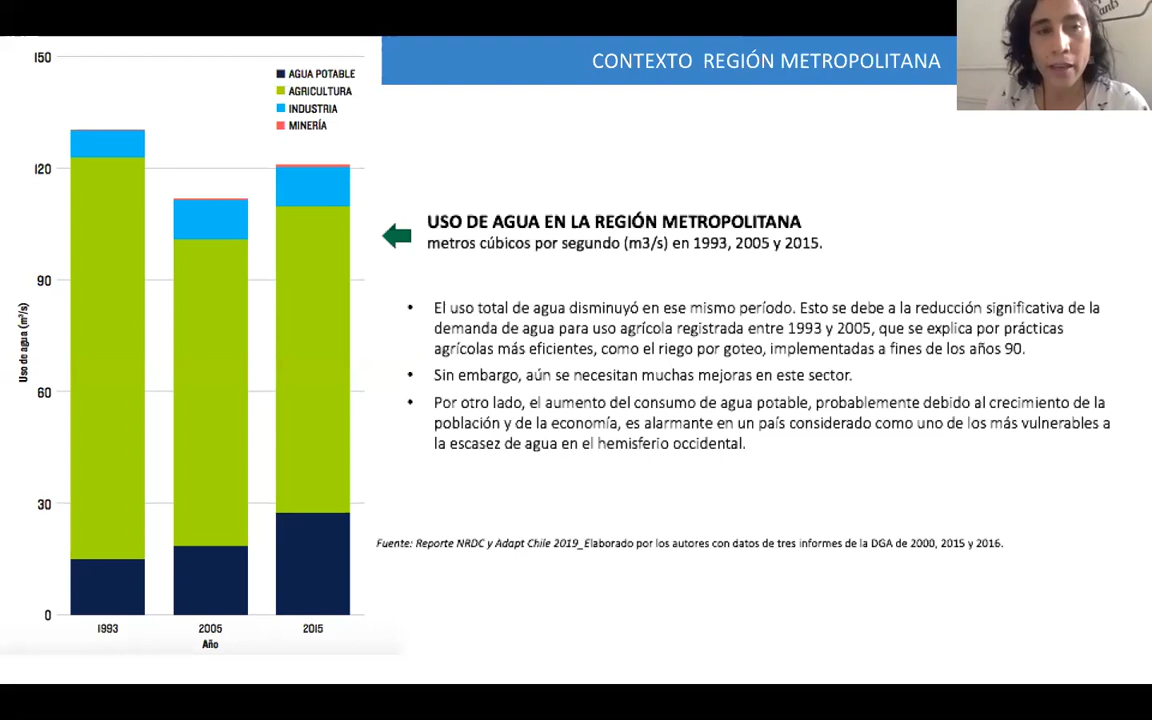 CONTEXTO REGIÓN METROPOLITANA
150
120
90
60
30
0
Uso de agua (m³/s)
AGUA POTABLE
AGRICULTURA
INDUSTRIA
MINERÍA
1993
2005
2015
Año
USO DE AGUA EN LA REGIÓN METROPOLITANA
metros cúbicos por segundo (m3/s) en 1993, 2005 y 2015.
• El uso total de agua disminuyó en ese mismo período. Esto se debe a la reducción significativa de la
demanda de agua para uso agrícola registrada entre 1993 y 2005, que se explica por prácticas
agrícolas más eficientes, como el riego por goteo, implementadas a fines de los años 90.
• Sin embargo, aún se necesitan muchas mejoras en este sector.
• Por otro lado, el aumento del consumo de agua potable, probablemente debido al crecimiento de la
población y de la economía, es alarmante en un país considerado como uno de los más vulnerables a
la escasez de agua en el hemisferio occidental.
Fuente: Reporte NRDC y Adapt Chile 2019_Elaborado por los autores con datos de tres informes de la DGA de 2000, 2015 y 2016.